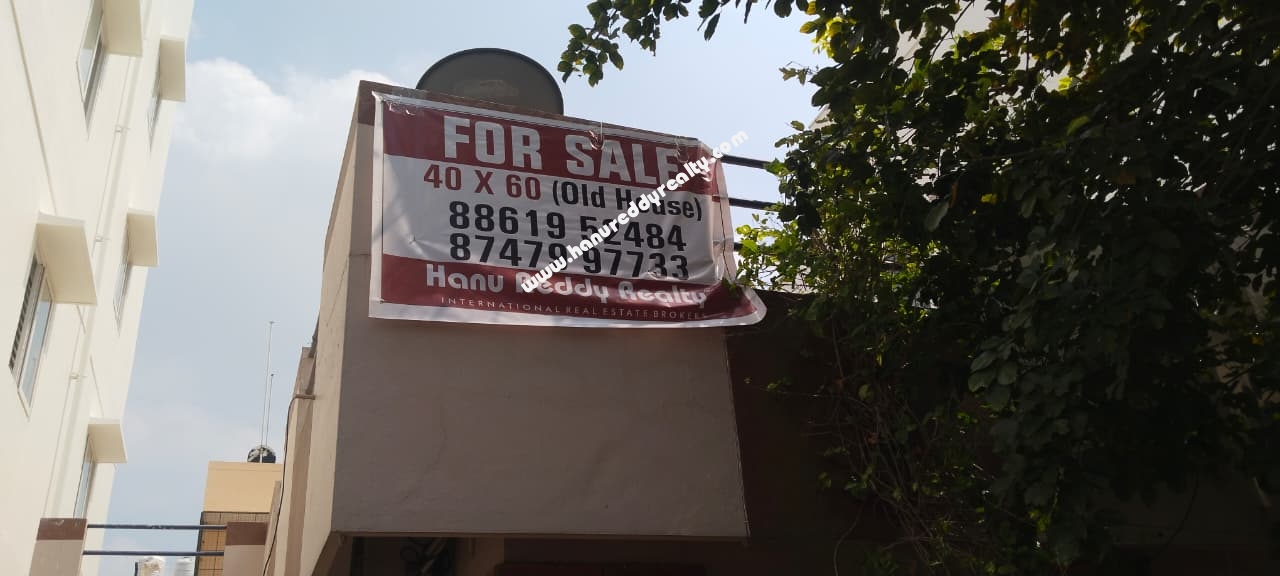 FOR SALE
40 X 60 (Old House)
88619 52484
87479 97733
Hanu Reddy Realty
INTERNATIONAL REAL ESTATE BROKERS
www.hanureddyrealty.com